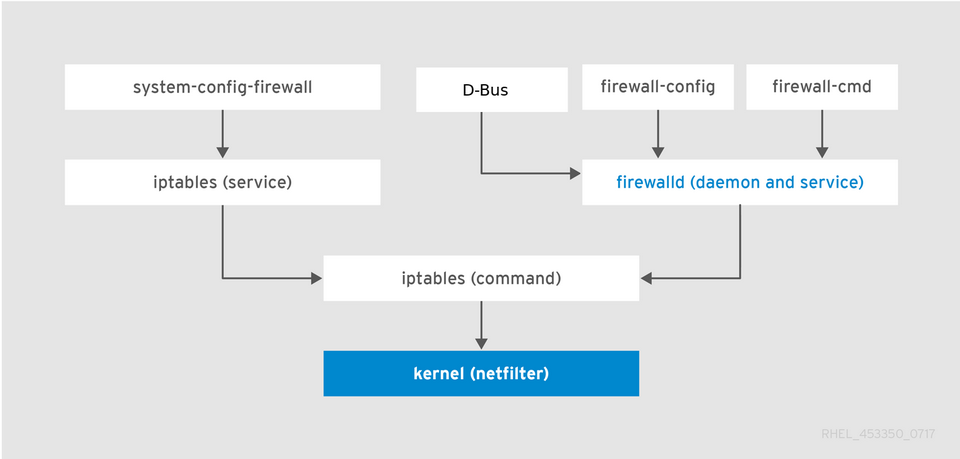 system-config-firewall
D-Bus
firewall-config
firewall-cmd
iptables (service)
firewalld (daemon and service)
iptables (command)
kernel (netfilter)
RHEL_453350_0717